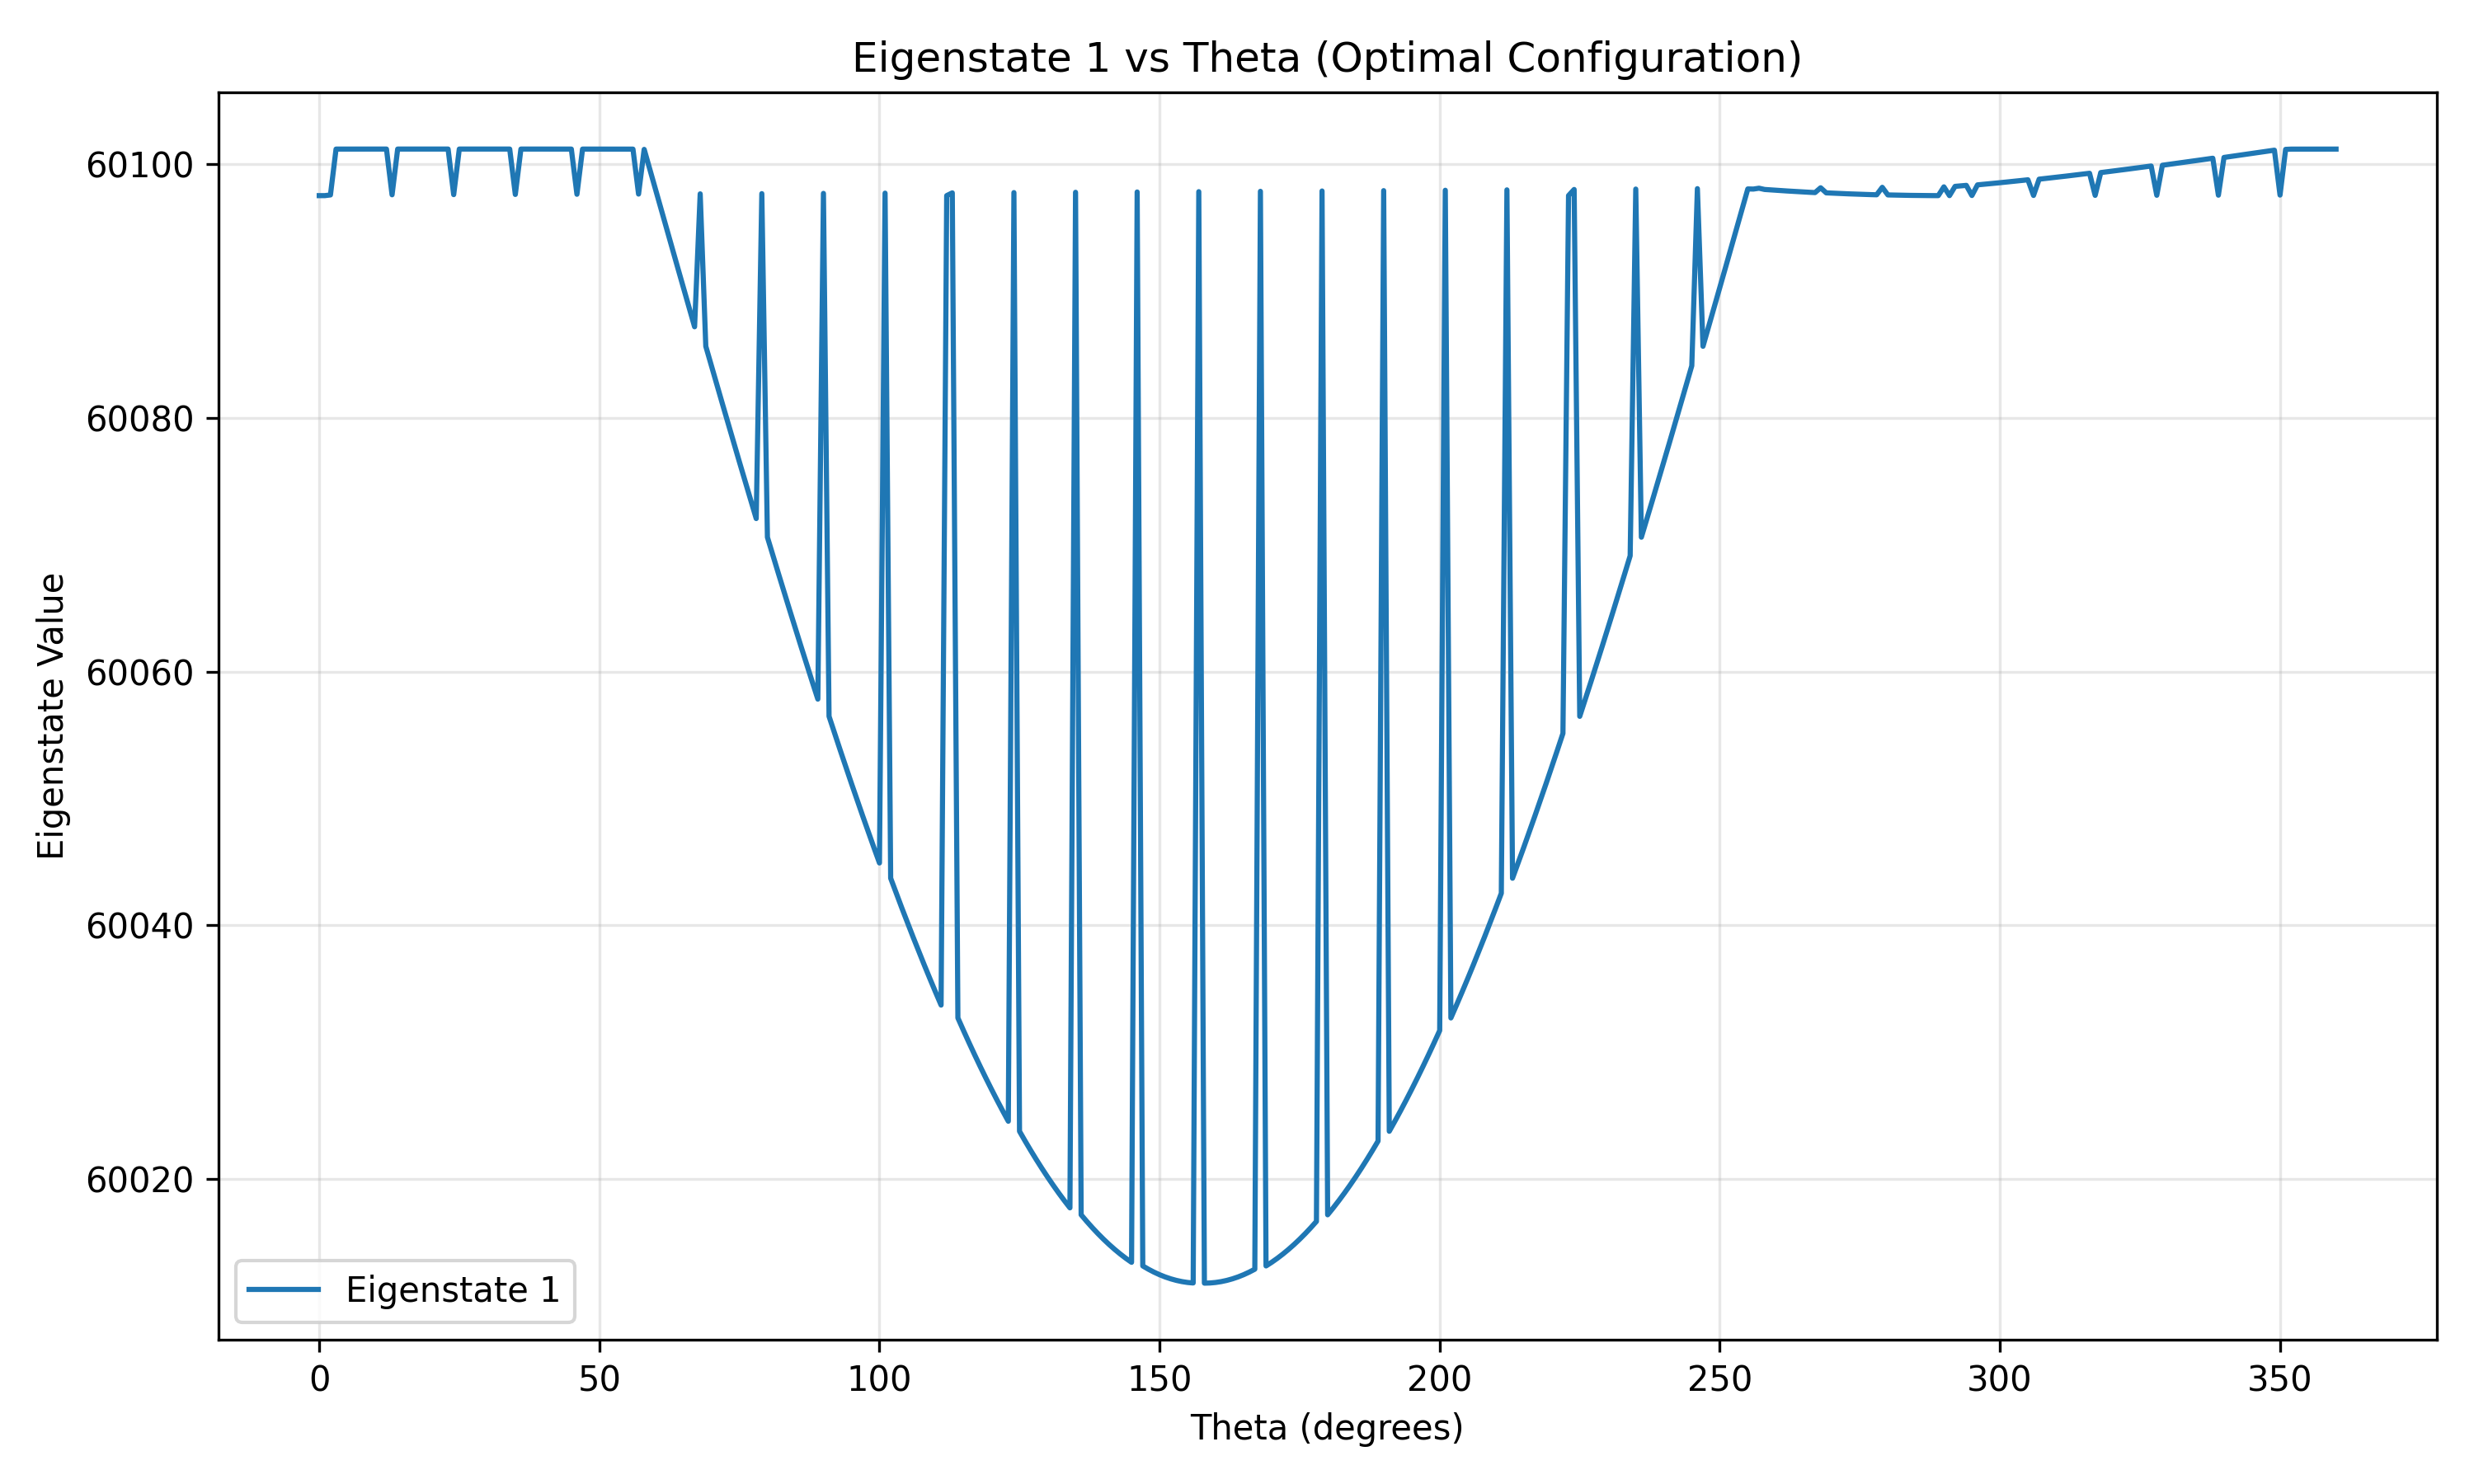 Eigenstate 1 vs Theta (Optimal Configuration)
Eigenstate Value
60100
60080
60060
60040
60020
Eigenstate 1
0 50 100 150 200 250 300 350
Theta (degrees)